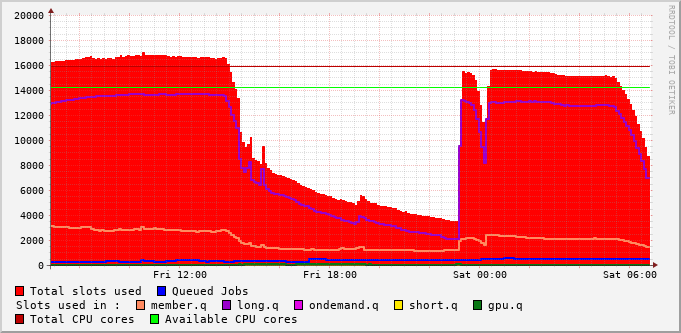 20000
18000
16000
14000
12000
10000
8000
6000
4000
2000
0
Fri 12:00 Fri 18:00 Sat 00:00 Sat 06:00
RRDTOOL / TOBI OETIKER
Total slots used Queued Jobs
Slots used in : member.q long.q ondemand.q short.q gpu.q
Total CPU cores Available CPU cores